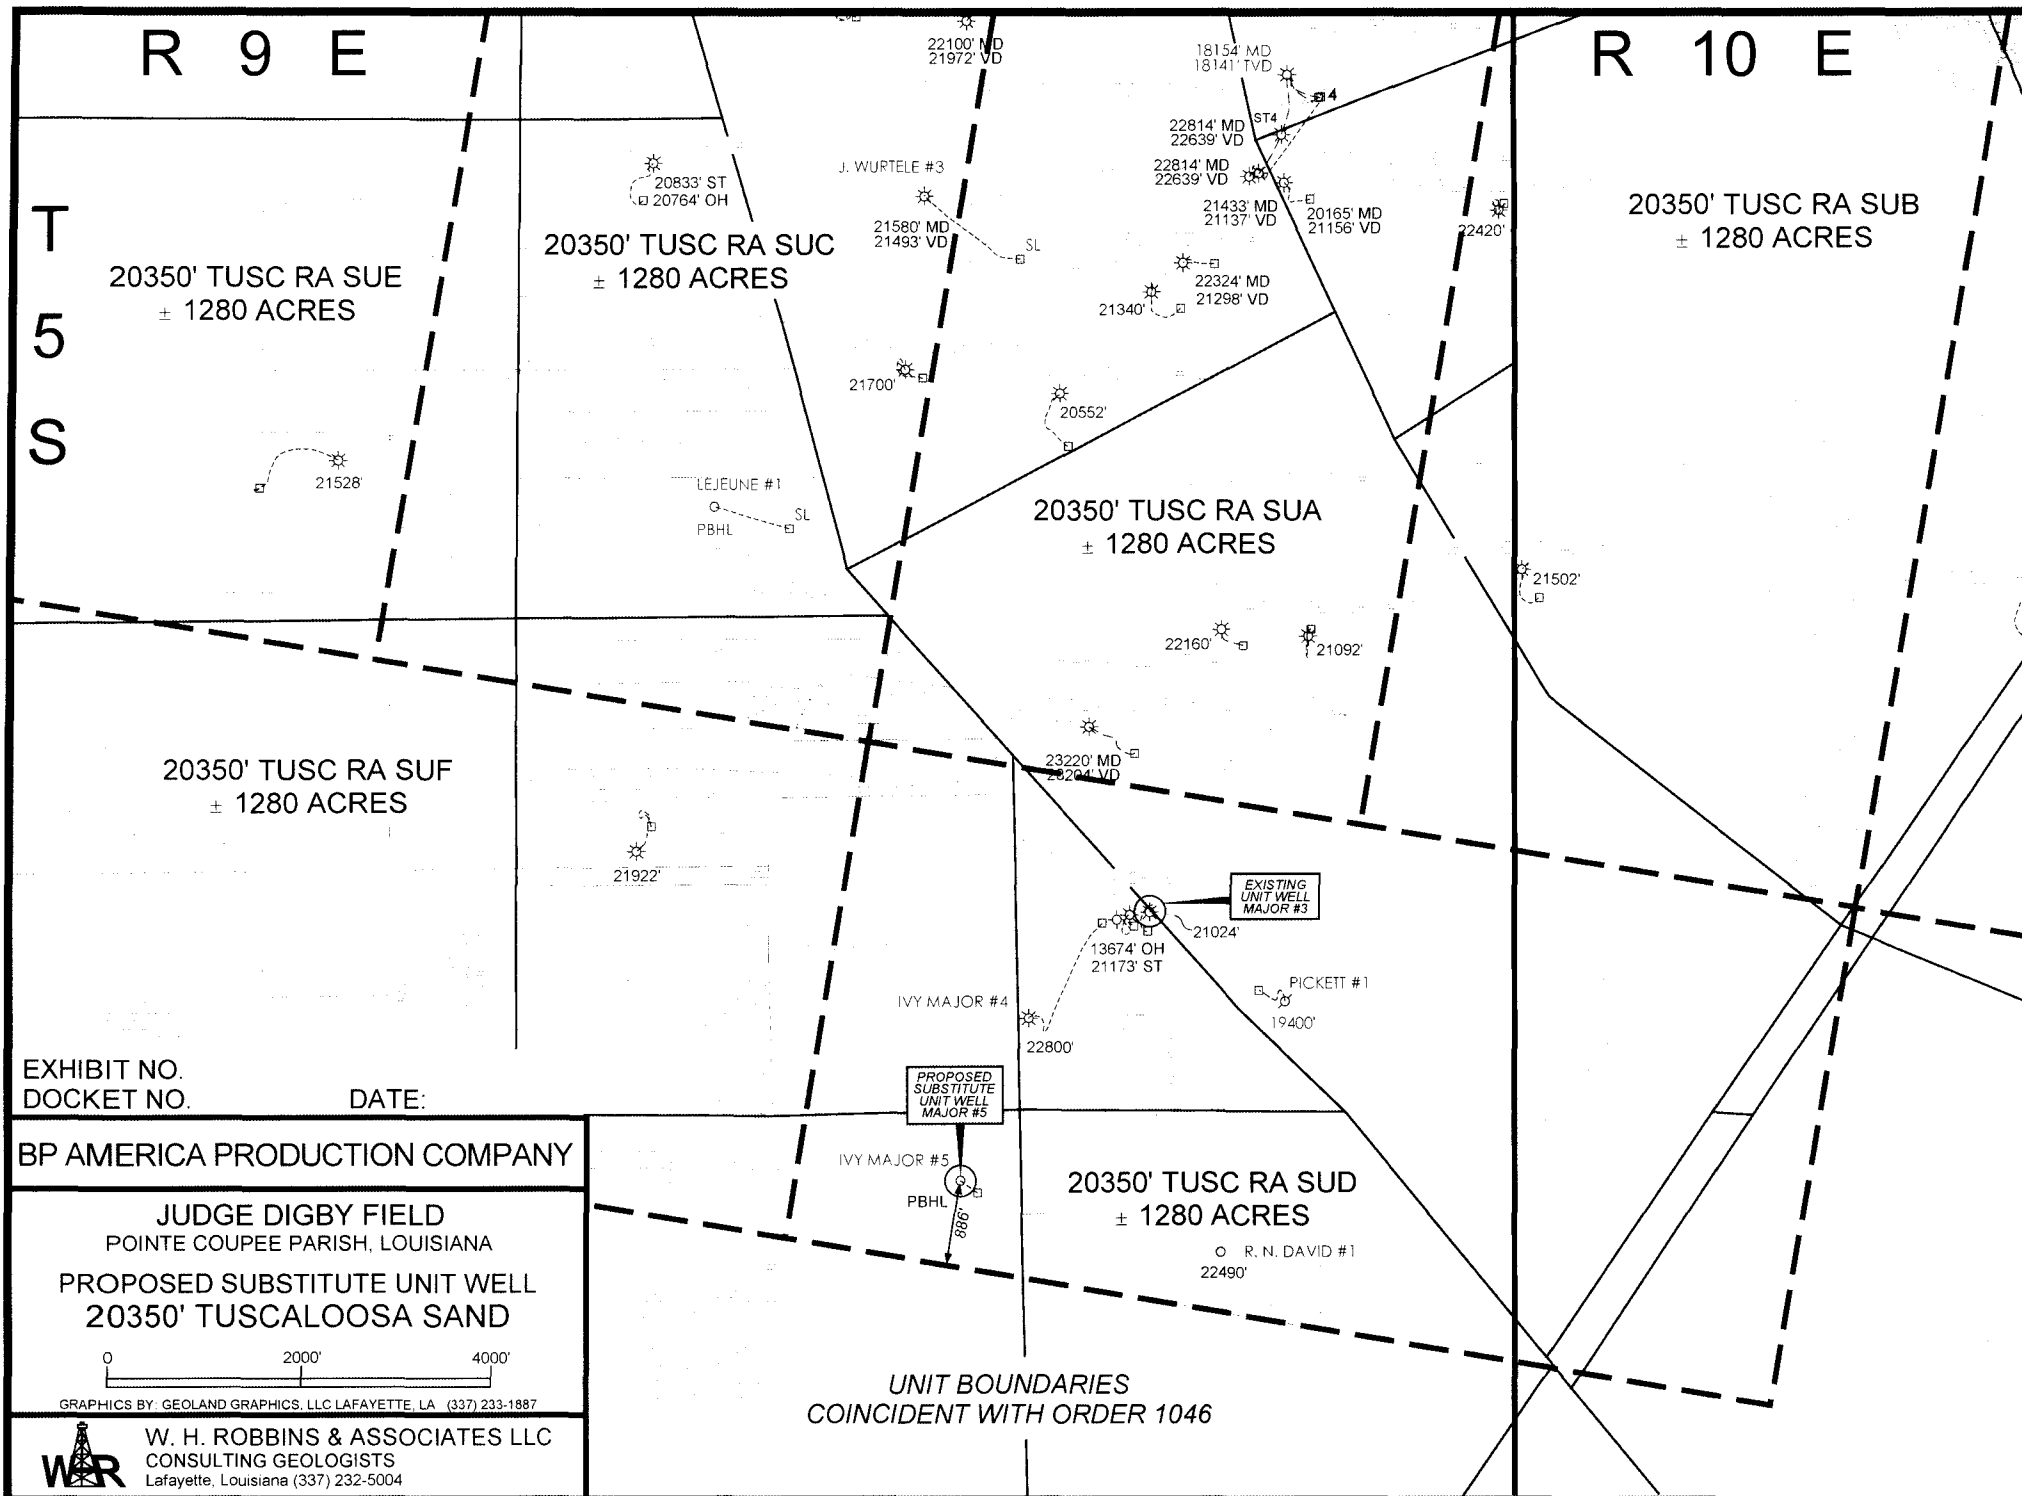 R 9 E
R 10 E
T
5
S
22100' MD
21972' VD
18154' MD
18141' TVD
4
ST4
22814' MD
22639' VD
22814' MD
22639' VD
21433' MD
21137' VD
20165' MD
21156' VD
22420'
20350' TUSC RA SUB
± 1280 ACRES
20833' ST
20764' OH
J. WURTELE #3
21580' MD
21493' VD
SL
20350' TUSC RA SUC
± 1280 ACRES
20350' TUSC RA SUE
± 1280 ACRES
22324' MD
21298' VD
21340'
21700'
20552'
21528'
LEJEUNE #1
SL
PBHL
20350' TUSC RA SUA
± 1280 ACRES
21502'
22160'
21092'
23220' MD
23204' VD
20350' TUSC RA SUF
± 1280 ACRES
21922'
EXISTING
UNIT WELL
MAJOR #3
21024'
13674' OH
21173' ST
IVY MAJOR #4
22800'
PICKETT #1
19400'
PROPOSED
SUBSTITUTE
UNIT WELL
MAJOR #5
IVY MAJOR #5
PBHL
886'
20350' TUSC RA SUD
± 1280 ACRES
R. N. DAVID #1
22490'
UNIT BOUNDARIES
COINCIDENT WITH ORDER 1046
EXHIBIT NO.
DOCKET NO. DATE:
BP AMERICA PRODUCTION COMPANY
JUDGE DIGBY FIELD
POINTE COUPEE PARISH, LOUISIANA
PROPOSED SUBSTITUTE UNIT WELL
20350' TUSCALOOSA SAND
0 2000' 4000'
GRAPHICS BY: GEOLAND GRAPHICS, LLC LAFAYETTE, LA (337) 233-1887
W R
W. H. ROBBINS & ASSOCIATES LLC
CONSULTING GEOLOGISTS
Lafayette, Louisiana (337) 232-5004